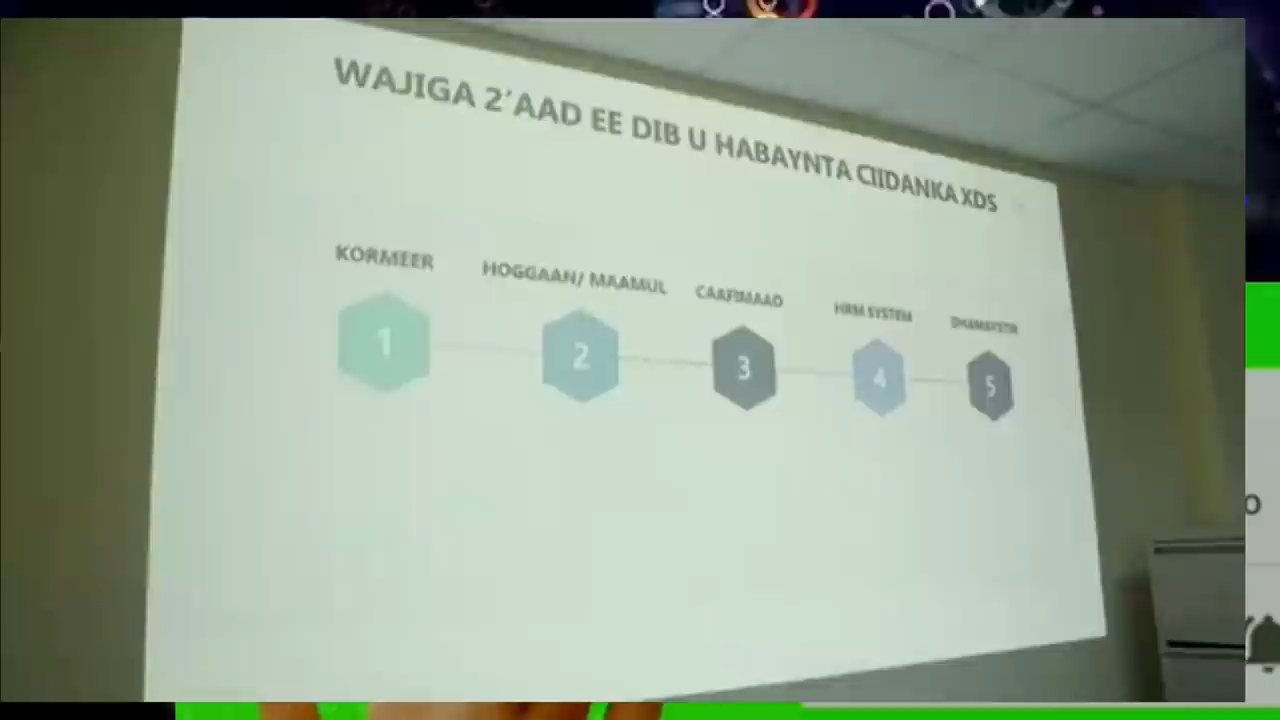 WAJIGA 2'AAD EE DIB U HABAYNTA CIIDANKA XDS
KORMEER
HOGGAAN/ MAAMUL
CAAFIMAAD
HRM SYSTEM
DHAMAYSTIR
1
2
3
4
5